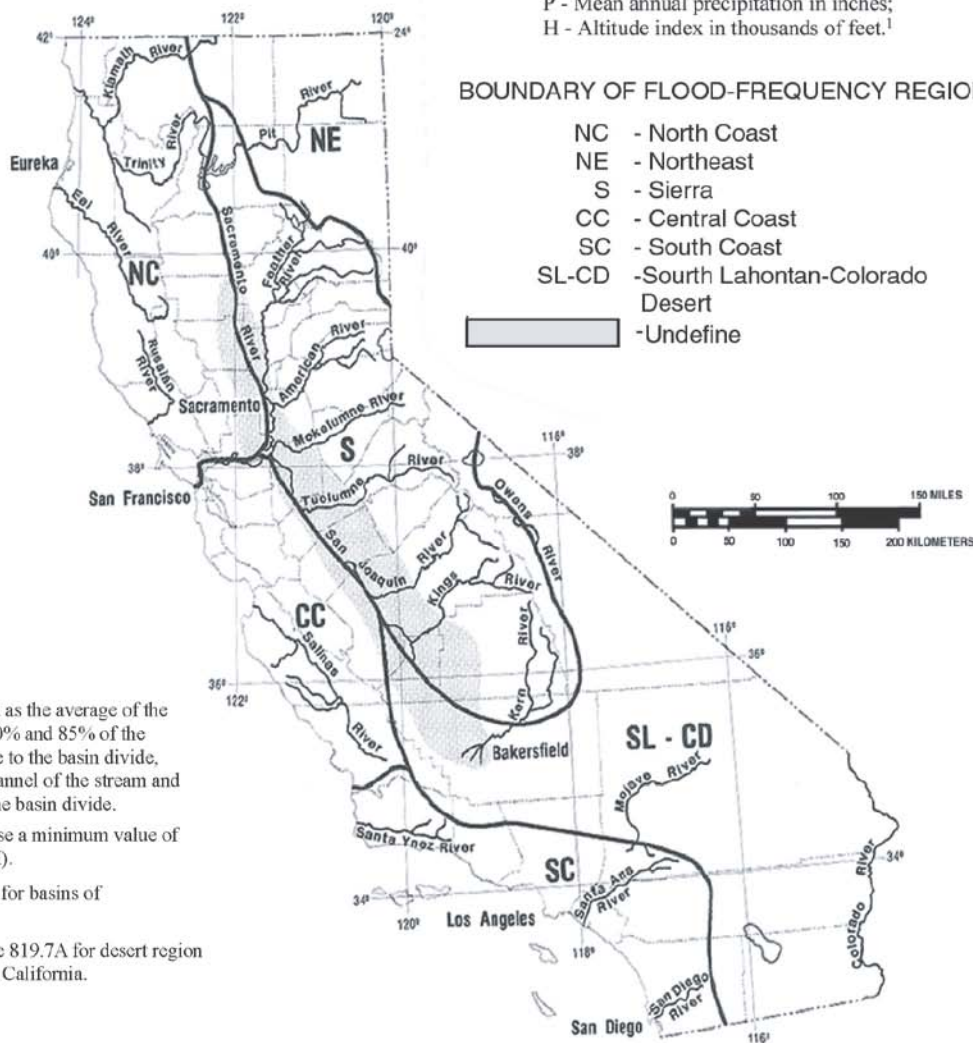 P - Mean annual precipitation in inches;
H - Altitude index in thousands of feet.1
BOUNDARY OF FLOOD-FREQUENCY REGION
NC - North Coast
NE - Northeast
S - Sierra
CC - Central Coast
SC - South Coast
SL-CD -South Lahontan-Colorado
Desert
-Undefine
124°
122°
120°
42°
24°
Klamath River
River
Pit
NE
Trinity
River
Eureka
Eel
River
Sacramento
River
Feather
River
40°
40°
NC
Russian
River
American River
Sacramento
Mokelumne River
S
38°
San Francisco
Tuolumne
River
118°
38°
Owens
River
0 50 100 150 MILES
0 50 100 150 200 KILOMETERS
San
Joaquin
River
Kings
River
CC
Salinas
River
River
Kern
116°
36°
36°
122°
Bakersfield
SL - CD
Mojave River
as the average of the
0% and 85% of the
e to the basin divide,
annel of the stream and
ne basin divide.
se a minimum value of
).
for basins of
e 819.7A for desert region
California.
Santa Ynez River
SC
Santa Ana
River
34°
34°
120°
Los Angeles
118°
Colorado
River
San Diego
River
San Diego
116°